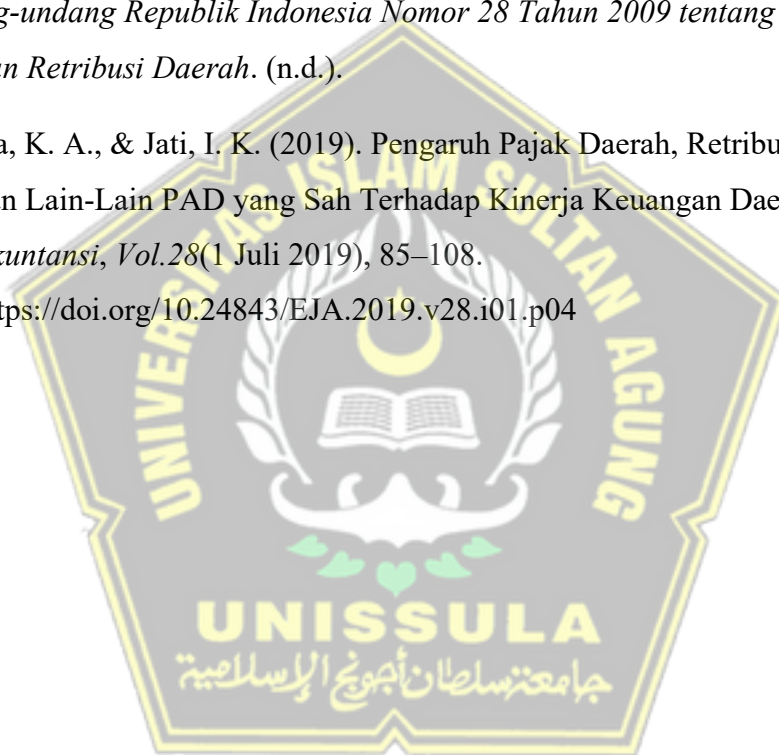 g-undang Republik Indonesia Nomor 28 Tahun 2009 tentang
n Retribusi Daerah. (n.d.).
a, K. A., & Jati, I. K. (2019). Pengaruh Pajak Daerah, Retribu
n Lain-Lain PAD yang Sah Terhadap Kinerja Keuangan Dae
kuntansi, Vol.28(1 Juli 2019), 85–108.
tps://doi.org/10.24843/EJA.2019.v28.i01.p04
UNIVERSITAS ISLAM SULTAN AGUNG
UNISSULA
جامعة سلطان أجونج الإسلامية